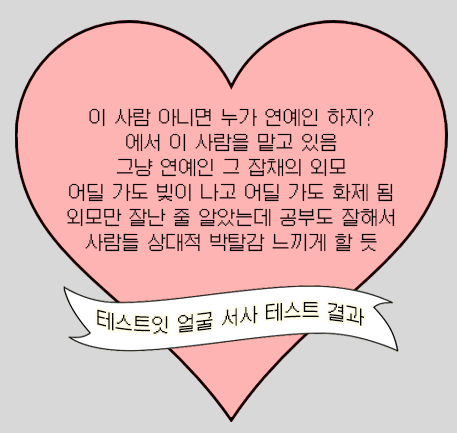 이 사람 아니면 누가 연예인 하지?
에서 이 사람을 맡고 있음
그냥 연예인 그 잡채의 외모
어딜 가도 빛이 나고 어딜 가도 화제 됨
외모만 잘난 줄 알았는데 공부도 잘해서
사람들 상대적 박탈감 느끼게 할 듯
테스트잇 얼굴 서사 테스트 결과